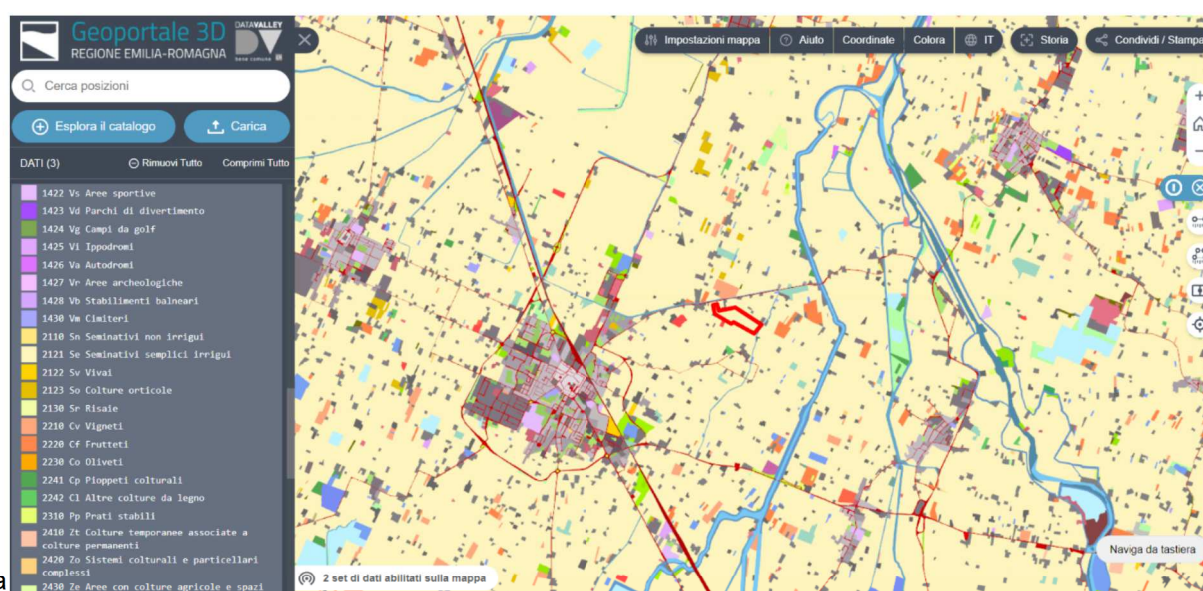 Geoportale 3D
REGIONE EMILIA-ROMAGNA
DATAVALLEY
bene comune
Impostazioni mappa
Aiuto
Coordinate
Colora
IT
Storia
Condividi / Stampa
Cerca posizioni
Esplora il catalogo
Carica
DATI (3)
Rimuovi Tutto
Comprimi Tutto
1422 Vs Aree sportive
1423 Vd Parchi di divertimento
1424 Vg Campi da golf
1425 Vi Ippodromi
1426 Va Autodromi
1427 Vr Aree archeologiche
1428 Vb Stabilimenti balneari
1430 Vm Cimiteri
2110 Sn Seminativi non irrigui
2121 Se Seminativi semplici irrigui
2122 Sv Vivai
2123 So Colture orticole
2130 Sr Risaie
2210 Cv Vigneti
2220 Cf Frutteti
2230 Co Oliveti
2241 Cp Pioppeti colturali
2242 Cl Altre colture da legno
2310 Pp Prati stabili
2410 Zt Colture temporanee associate a
colture permanenti
2420 Zo Sistemi colturali e particellari
complessi
2430 Ze Aree con colture agricole e spazi
2 set di dati abilitati sulla mappa
Naviga da tastiera
a